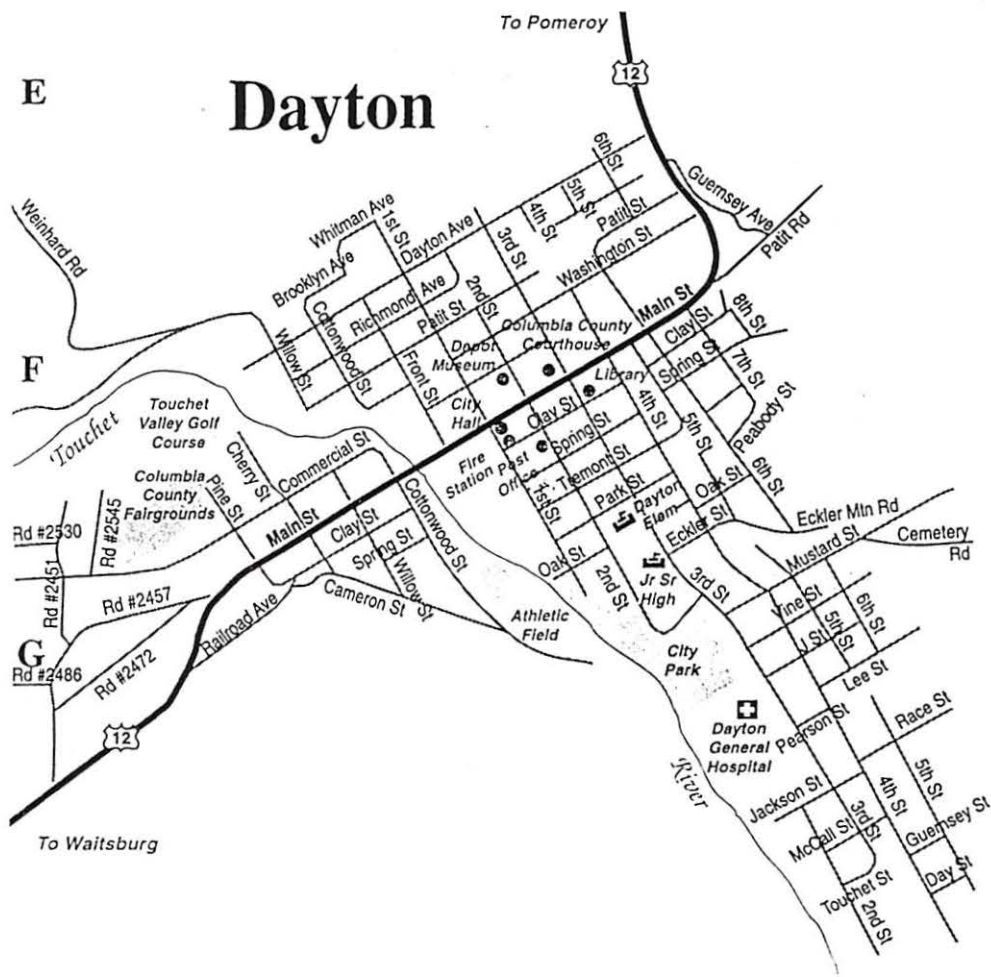 To Pomeroy
12
E
Dayton
6th St
5th St
4th St
Patit St
Guernsey Ave
Patit Rd
Weinhard Rd
Whitman Ave
1st St
Dayton Ave
3rd St
Washington St
Brooklyn Ave
Richmond Ave
2nd St
Main St
Cottonwood St
Patit St
Columbia County
Courthouse
Clay St
8th St
Willow St
Depot
Museum
Spring St
7th St
F
Front St
Library
Touchet
Touchet
Valley Golf
Course
City
Hall
Clay St
4th St
5th St
Peabody St
Spring St
Cherry St
Commercial St
Fire
Station
Post
Office
Tremont St
6th St
Columbia
County
Fairgrounds
Pine St
Cottonwood St
1st St
Park St
Oak St
Rd #2530
Rd #2545
Main St
Clay St
Dayton
Elem
Eckler St
Eckler Mtn Rd
Cemetery
Rd
Spring St
Oak St
Mustard St
Rd #2451
Rd #2457
Willow St
2nd St
Jr Sr
High
3rd St
Railroad Ave
Cameron St
Vine St
6th St
5th St
J St
Athletic
Field
G
Rd #2486
Rd #2472
City
Park
Lee St
12
Dayton
General
Hospital
Pearson St
Race St
River
Jackson St
5th St
4th St
3rd St
McCall St
Guernsey St
To Waitsburg
Touchet St
Day St
2nd St